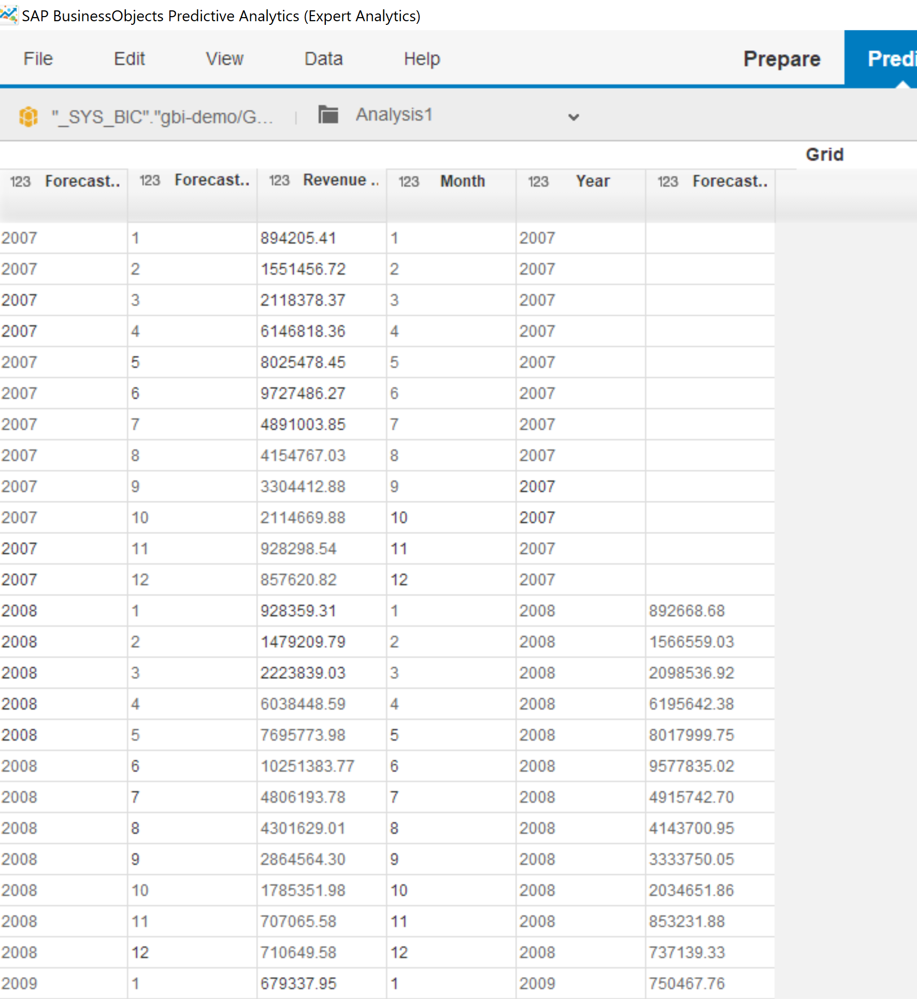 SAP BusinessObjects Predictive Analytics (Expert Analytics)
File Edit View Data Help Prepare Predi
"_SYS_BIC"."gbi-demo/G... Analysis1
Grid
123 Forecast.. 123 Forecast.. 123 Revenue .. 123 Month 123 Year 123 Forecast..
2007 1 894205.41 1 2007
2007 2 1551456.72 2 2007
2007 3 2118378.37 3 2007
2007 4 6146818.36 4 2007
2007 5 8025478.45 5 2007
2007 6 9727486.27 6 2007
2007 7 4891003.85 7 2007
2007 8 4154767.03 8 2007
2007 9 3304412.88 9 2007
2007 10 2114669.88 10 2007
2007 11 928298.54 11 2007
2007 12 857620.82 12 2007
2008 1 928359.31 1 2008 892668.68
2008 2 1479209.79 2 2008 1566559.03
2008 3 2223839.03 3 2008 2098536.92
2008 4 6038448.59 4 2008 6195642.38
2008 5 7695773.98 5 2008 8017999.75
2008 6 10251383.77 6 2008 9577835.02
2008 7 4806193.78 7 2008 4915742.70
2008 8 4301629.01 8 2008 4143700.95
2008 9 2864564.30 9 2008 3333750.05
2008 10 1785351.98 10 2008 2034651.86
2008 11 707065.58 11 2008 853231.88
2008 12 710649.58 12 2008 737139.33
2009 1 679337.95 1 2009 750467.76